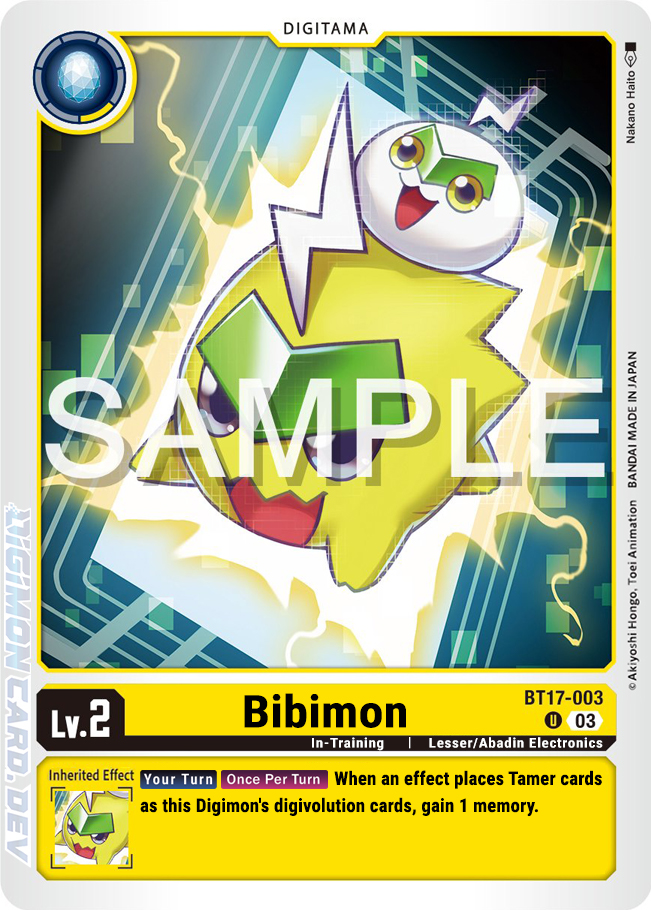 DIGITAMA
Nakano Haito
SAMPLE
© Akiyoshi Hongo, Toei Animation BANDAI MADE IN JAPAN
DIGIMON CARD.DEV
Lv.2
Bibimon
BT17-003
U 03
In-Training | Lesser/Abadin Electronics
Inherited Effect
Your Turn Once Per Turn When an effect places Tamer cards
as this Digimon's digivolution cards, gain 1 memory.